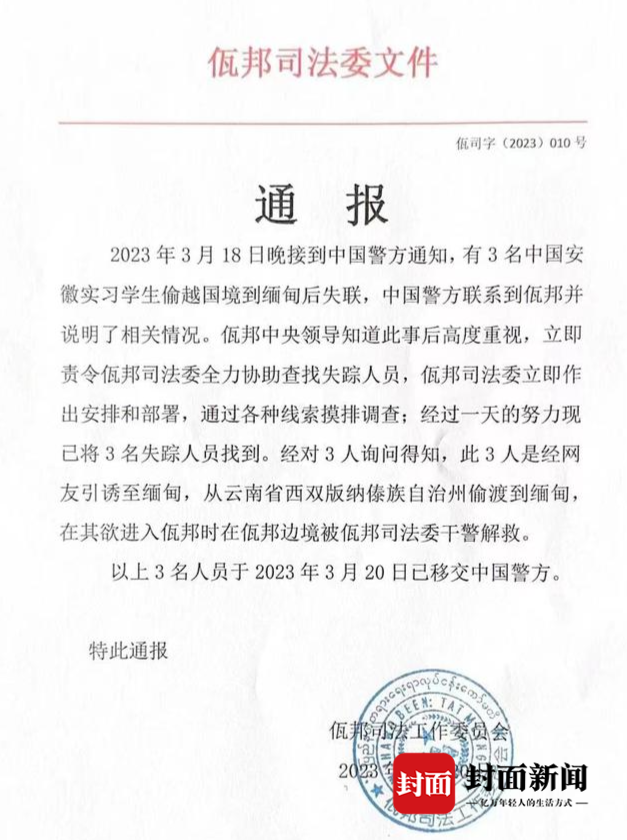 佤邦司法委文件
佤司字（2023）010 号
通 报
2023 年 3 月 18 日晚接到中国警方通知，有 3 名中国安
徽实习学生偷越国境到缅甸后失联，中国警方联系到佤邦并
说明了相关情况。佤邦中央领导知道此事后高度重视，立即
责令佤邦司法委全力协助查找失踪人员，佤邦司法委立即作
出安排和部署，通过各种线索摸排调查；经过一天的努力现
已将 3 名失踪人员找到。经对 3 人询问得知，此 3 人是经网
友引诱至缅甸，从云南省西双版纳傣族自治州偷渡到缅甸，
在其欲进入佤邦时在佤邦边境被佤邦司法委干警解救。
以上 3 名人员于 2023 年 3 月 20 日已移交中国警方。
特此通报
佤邦司法工作委员会
2023
佤邦司法工作
封面
封面新闻
亿万年轻人的生活方式